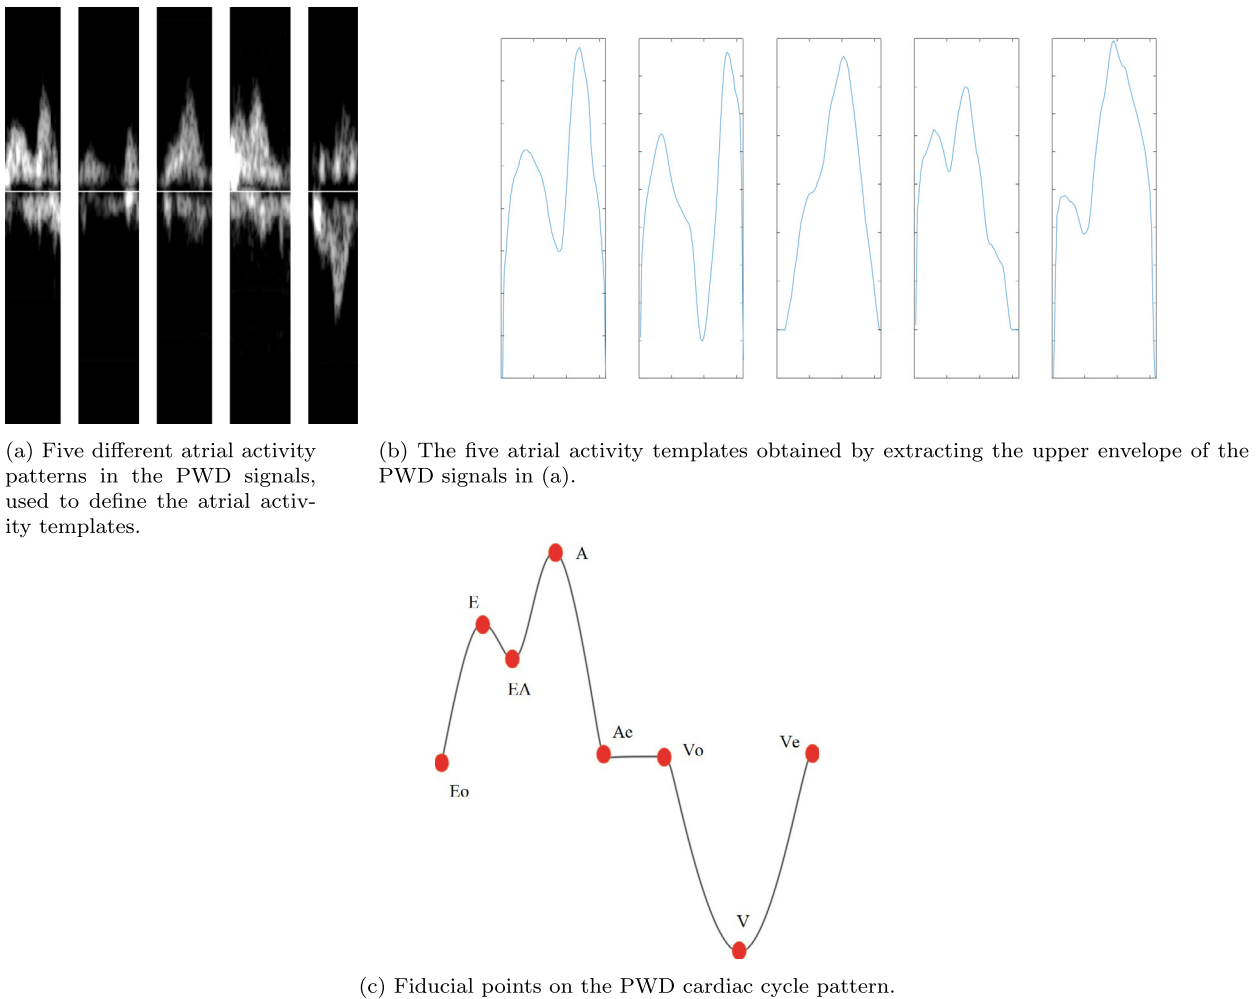 (a) Five different atrial activity
patterns in the PWD signals,
used to define the atrial activ-
ity templates.
(b) The five atrial activity templates obtained by extracting the upper envelope of the
PWD signals in (a).
A
E
EA
Ae
Vo
Ve
Eo
V
(c) Fiducial points on the PWD cardiac cycle pattern.